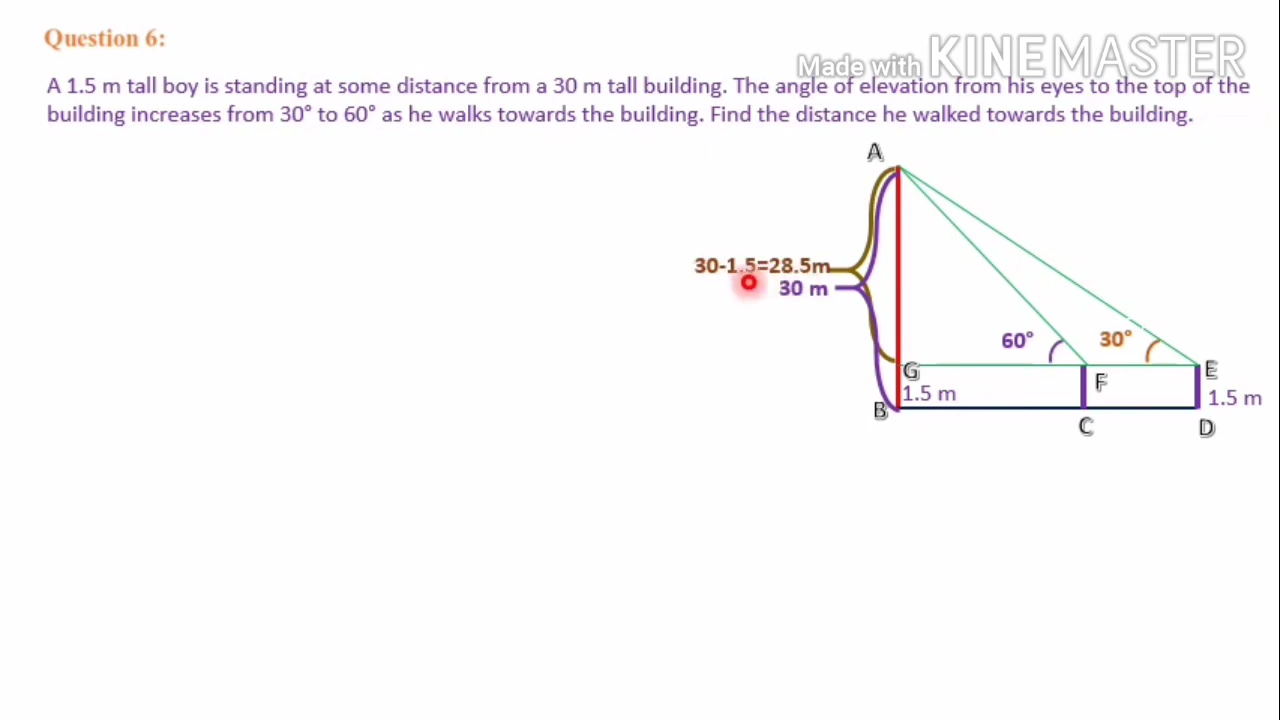 Question 6:
Made with KINEMASTER
A 1.5 m tall boy is standing at some distance from a 30 m tall building. The angle of elevation from his eyes to the top of the
building increases from 30° to 60° as he walks towards the building. Find the distance he walked towards the building.
A
30-1.5=28.5m
30 m
60°
30°
G
F
E
1.5 m
1.5 m
B
C
D